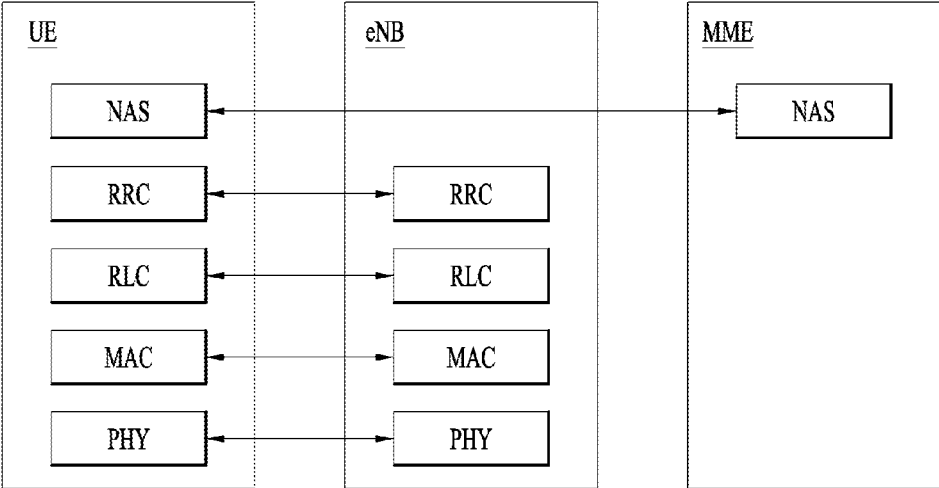 UE eNB MME
NAS NAS
RRC RRC
RLC RLC
MAC MAC
PHY PHY